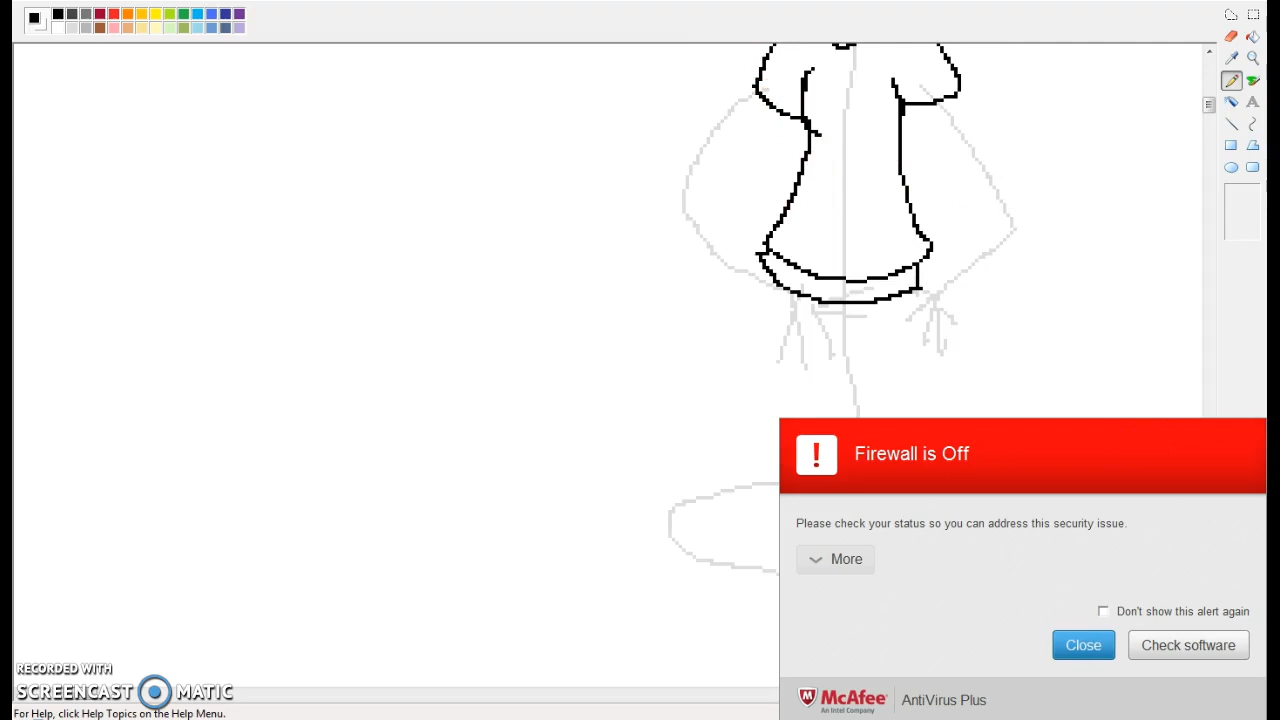 Firewall is Off
Please check your status so you can address this security issue.
More
Don't show this alert again
Close
Check software
McAfee
An Intel Company
AntiVirus Plus
RECORDED WITH
SCREENCAST MATIC
For Help, click Help Topics on the Help Menu.